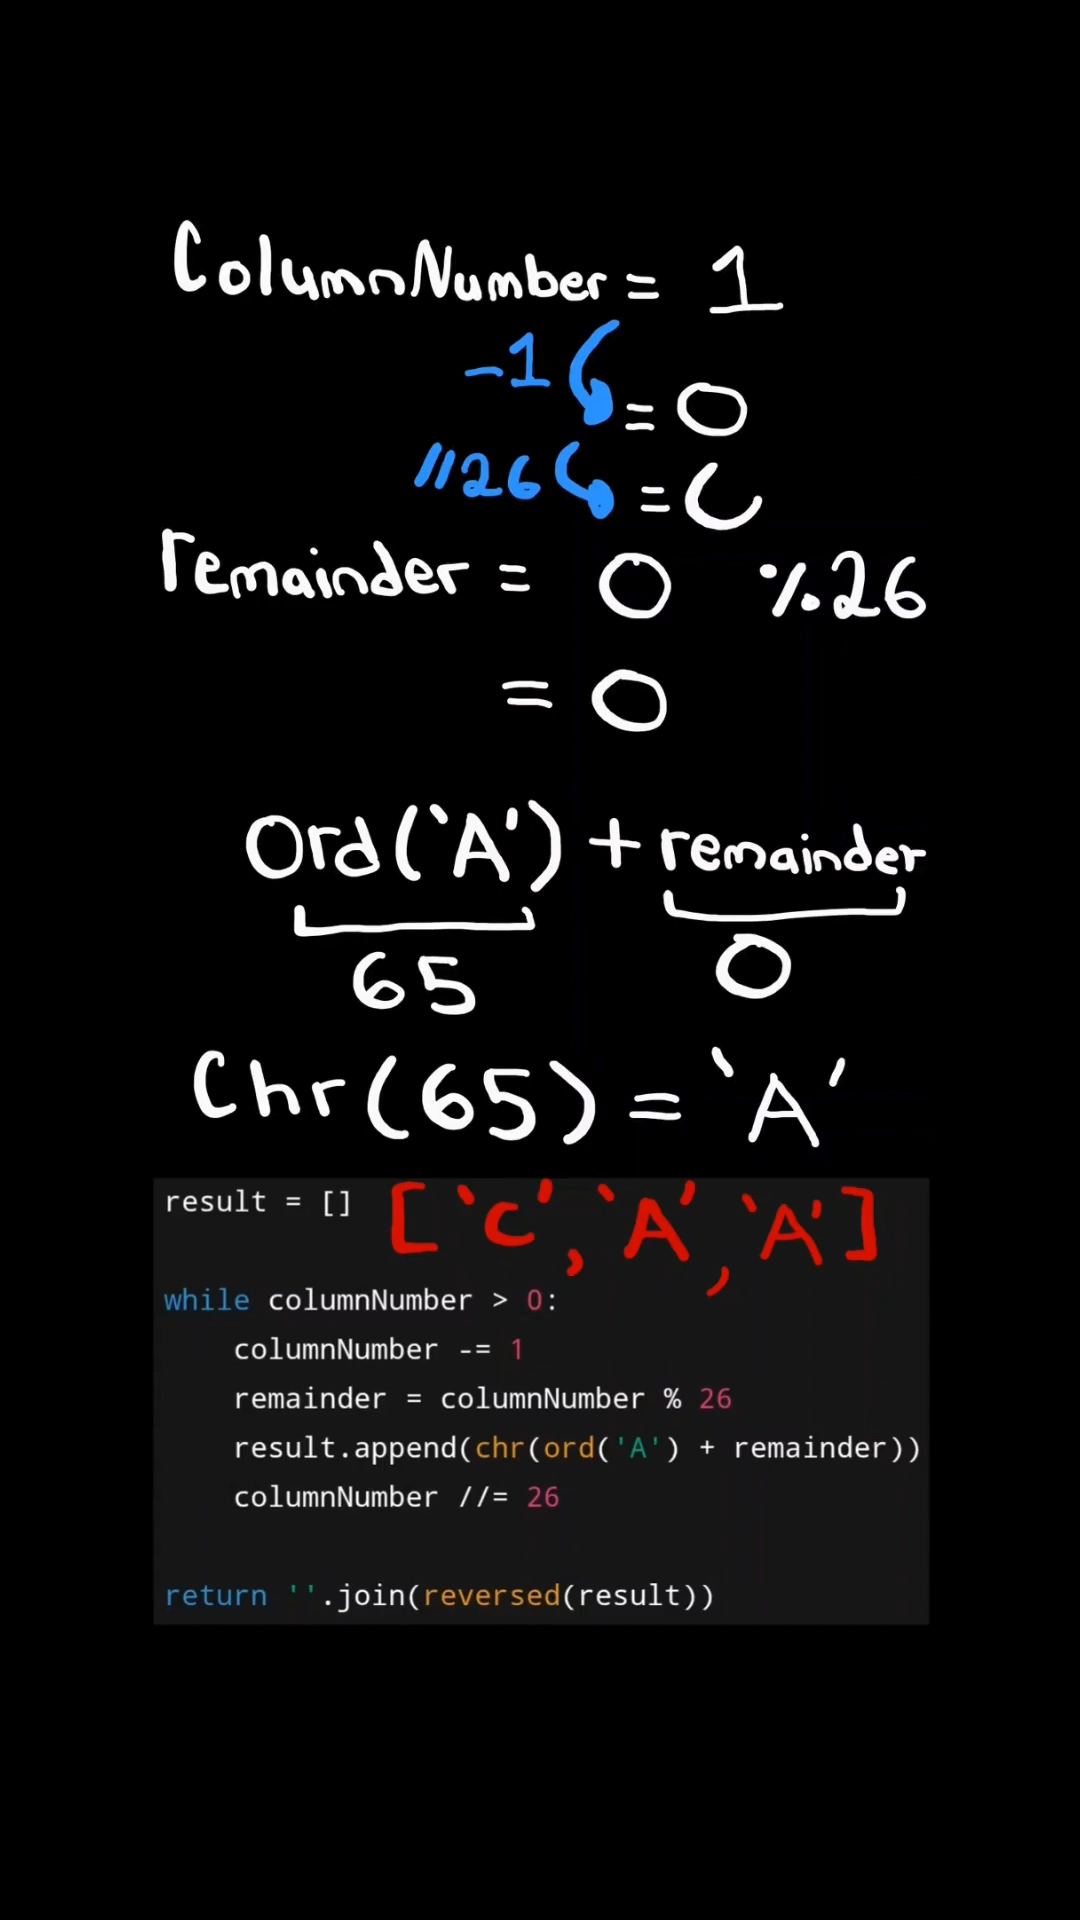 ColumnNumber = 1
-1 = 0
//26 =
remainder = 0 %26
= 0
Ord(`A') + remainder
65 0
Chr(65) = `A'
result = [] [`C', `A', `A']
while columnNumber > 0:
columnNumber -= 1
remainder = columnNumber % 26
result.append(chr(ord('A') + remainder))
columnNumber //= 26
return ''.join(reversed(result))